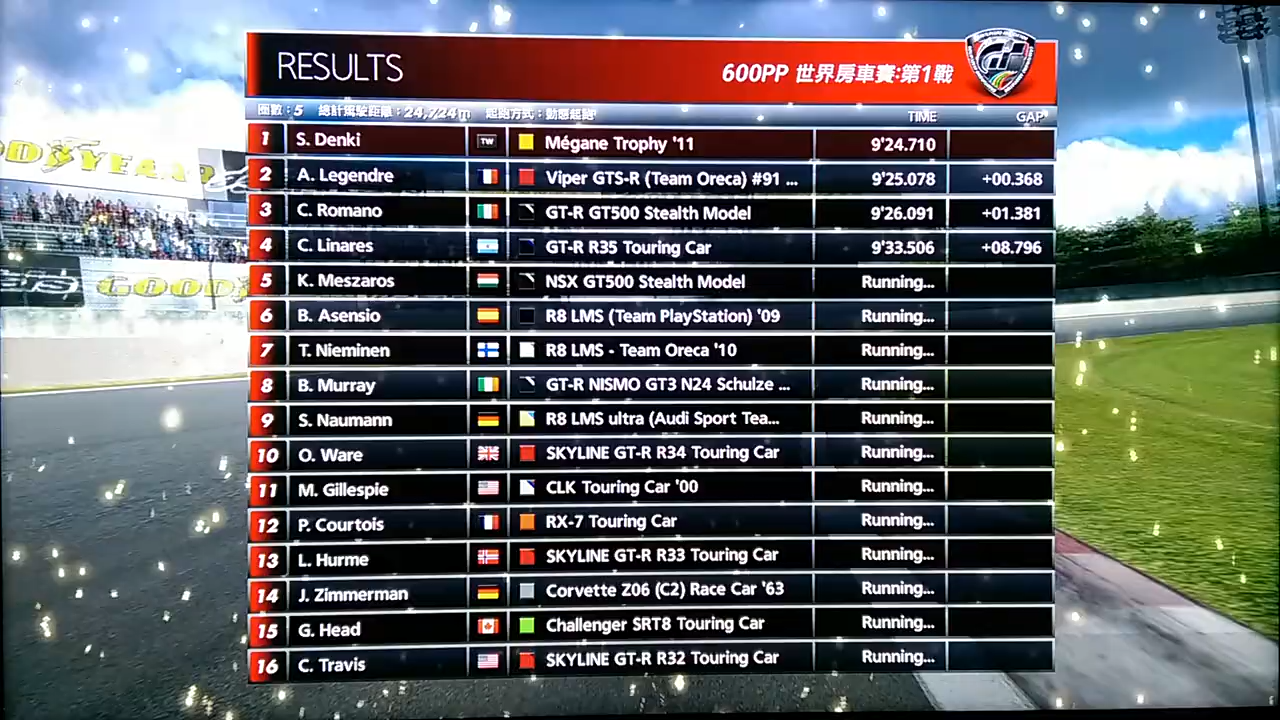 RESULTS
600PP 世界房車賽:第1戰
圈數:5 總計駕駛距離:24,724m 起跑方式:動態起跑
TIME GAP
1 S. Denki TW Mégane Trophy '11 9'24.710
2 A. Legendre Viper GTS-R (Team Oreca) #91 ... 9'25.078 +00.368
3 C. Romano GT-R GT500 Stealth Model 9'26.091 +01.381
4 C. Linares GT-R R35 Touring Car 9'33.506 +08.796
5 K. Meszaros NSX GT500 Stealth Model Running...
6 B. Asensio R8 LMS (Team PlayStation) '09 Running...
7 T. Nieminen R8 LMS - Team Oreca '10 Running...
8 B. Murray GT-R NISMO GT3 N24 Schulze ... Running...
9 S. Naumann R8 LMS ultra (Audi Sport Tea... Running...
10 O. Ware SKYLINE GT-R R34 Touring Car Running...
11 M. Gillespie CLK Touring Car '00 Running...
12 P. Courtois RX-7 Touring Car Running...
13 L. Hurme SKYLINE GT-R R33 Touring Car Running...
14 J. Zimmerman Corvette Z06 (C2) Race Car '63 Running...
15 G. Head Challenger SRT8 Touring Car Running...
16 C. Travis SKYLINE GT-R R32 Touring Car Running...